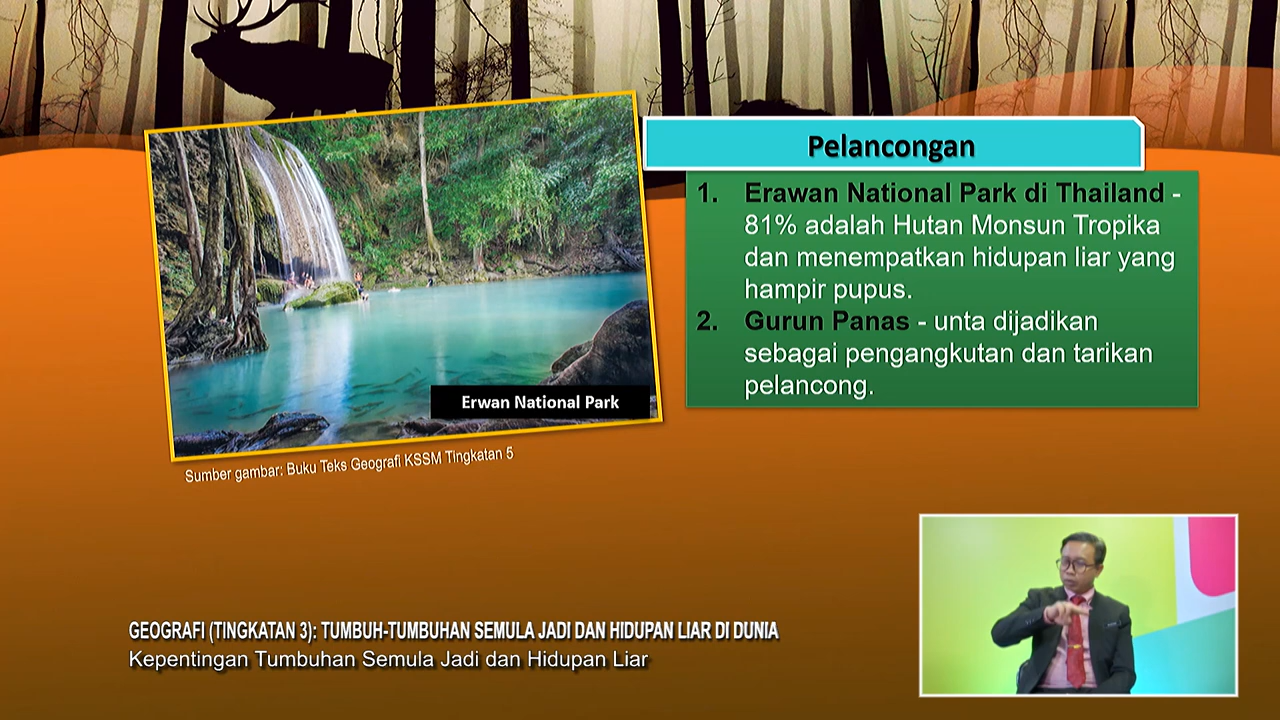 Pelancongan
1. Erawan National Park di Thailand -
81% adalah Hutan Monsun Tropika
dan menempatkan hidupan liar yang
hampir pupus.
2. Gurun Panas - unta dijadikan
sebagai pengangkutan dan tarikan
pelancong.
Erwan National Park
Sumber gambar: Buku Teks Geografi KSSM Tingkatan 5
GEOGRAFI (TINGKATAN 3): TUMBUH-TUMBUHAN SEMULA JADI DAN HIDUPAN LIAR DI DUNIA
Kepentingan Tumbuhan Semula Jadi dan Hidupan Liar